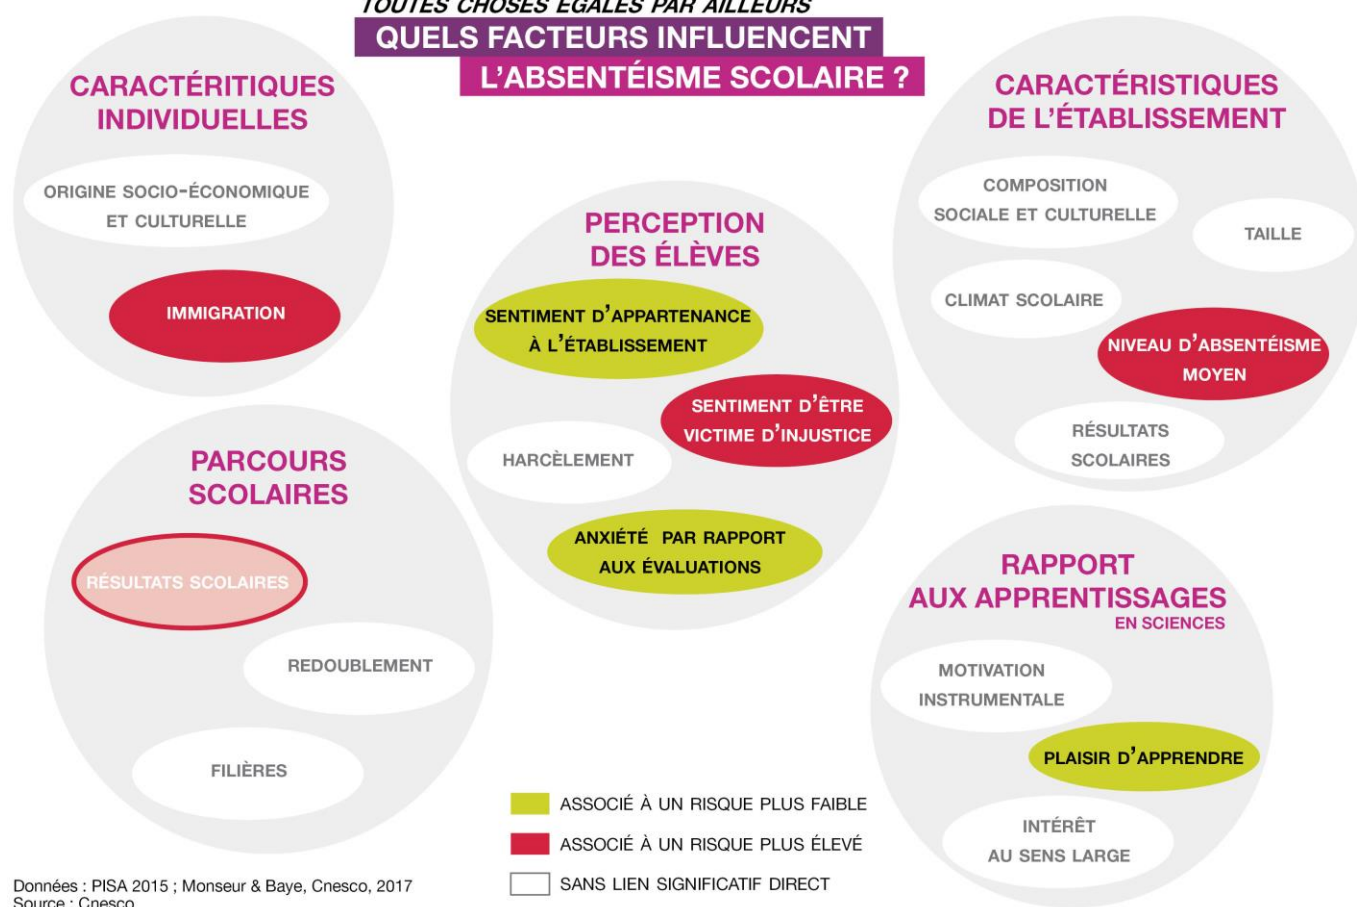 TOUTES CHOSES ÉGALES PAR AILLEURS
QUELS FACTEURS INFLUENCENT
L'ABSENTÉISME SCOLAIRE ?
CARACTÉRITIQUES
INDIVIDUELLES
ORIGINE SOCIO-ÉCONOMIQUE
ET CULTURELLE
IMMIGRATION
PARCOURS
SCOLAIRES
RÉSULTATS SCOLAIRES
REDOUBLEMENT
FILIÈRES
PERCEPTION
DES ÉLÈVES
SENTIMENT D'APPARTENANCE
À L'ÉTABLISSEMENT
SENTIMENT D'ÊTRE
VICTIME D'INJUSTICE
HARCÈLEMENT
ANXIÉTÉ PAR RAPPORT
AUX ÉVALUATIONS
CARACTÉRISTIQUES
DE L'ÉTABLISSEMENT
COMPOSITION
SOCIALE ET CULTURELLE
TAILLE
CLIMAT SCOLAIRE
NIVEAU D'ABSENTÉISME
MOYEN
RÉSULTATS
SCOLAIRES
RAPPORT
AUX APPRENTISSAGES
EN SCIENCES
MOTIVATION
INSTRUMENTALE
PLAISIR D'APPRENDRE
INTÉRÊT
AU SENS LARGE
ASSOCIÉ À UN RISQUE PLUS FAIBLE
ASSOCIÉ À UN RISQUE PLUS ÉLEVÉ
SANS LIEN SIGNIFICATIF DIRECT
Données : PISA 2015 ; Monseur & Baye, Cnesco, 2017
Source : Cnesco